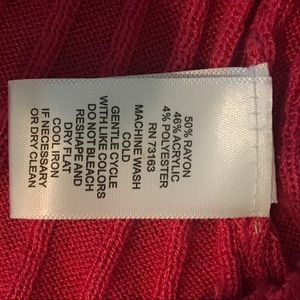 50% RAYON
46% ACRYLIC
4% POLYESTER
RN 73163
MACHINE WASH
COLD
GENTLE CYCLE
WITH LIKE COLORS
DO NOT BLEACH
RESHAPE AND
DRY FLAT
COOL IRON
IF NECESSARY
OR DRY CLEAN